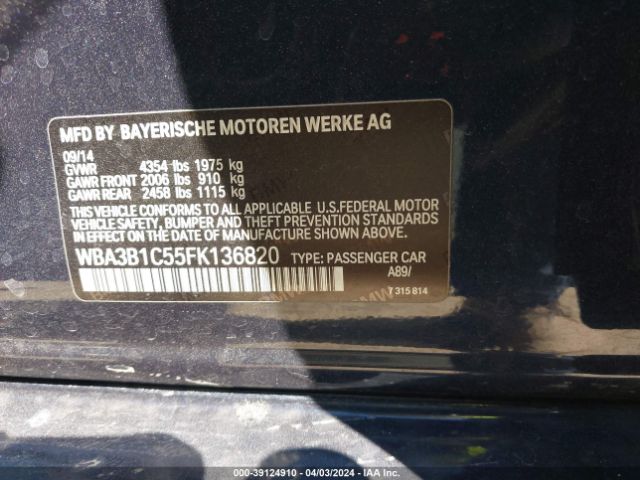 MFD BY BAYERISCHE MOTOREN WERKE AG
09/14
GVWR 4354 lbs 1975 kg
GAWR FRONT 2006 lbs 910 kg
GAWR REAR 2458 lbs 1115 kg
THIS VEHICLE CONFORMS TO ALL APPLICABLE U.S.FEDERAL MOTOR
VEHICLE SAFETY, BUMPER AND THEFT PREVENTION STANDARDS
IN EFFECT ON THE DATE OF MANUFACTURE SHOWN ABOVE.
WBA3B1C55FK136820 TYPE: PASSENGER CAR
A89/
7 315 814
000-39124910 - 04/03/2024 - IAA Inc.